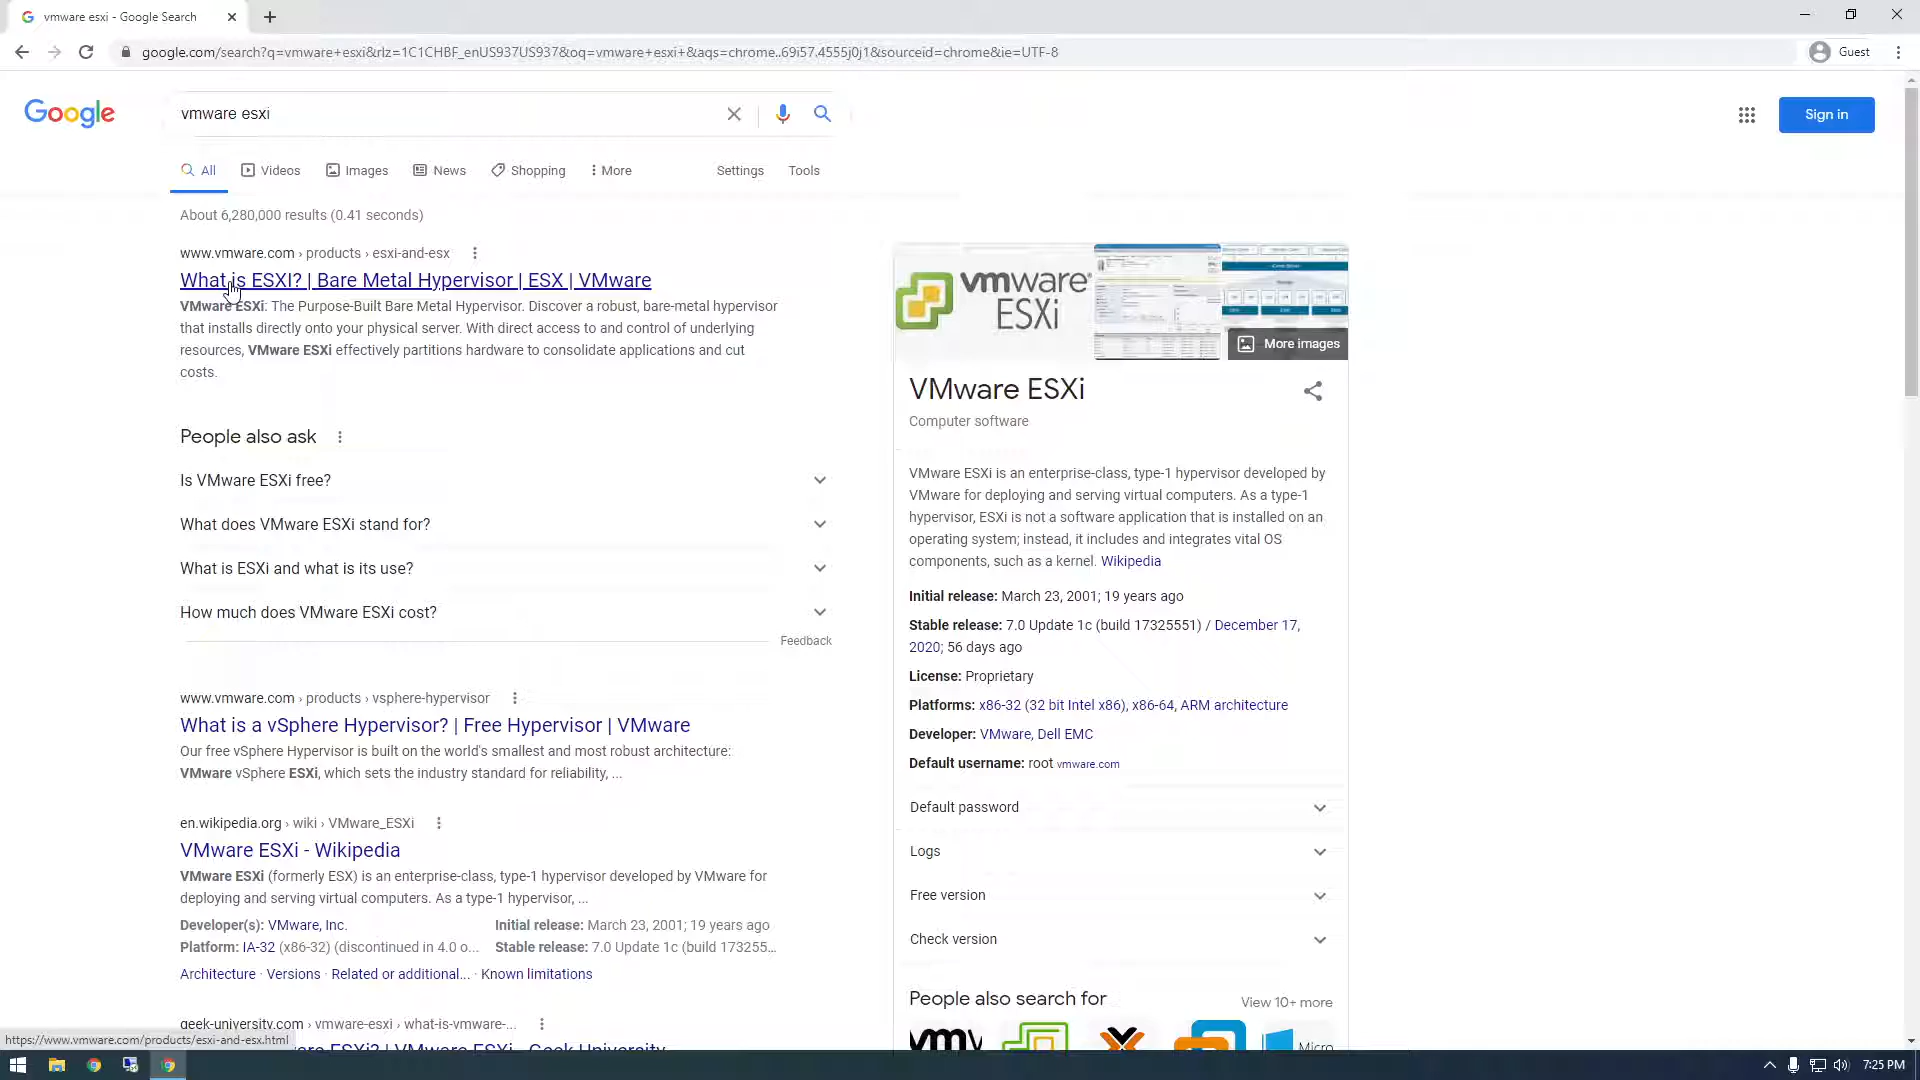 vmware esxi - Google Search
google.com/search?q=vmware+esxi&rlz=1C1CHBF_enUS937US937&oq=vmware+esxi+&aqs=chrome..69i57.4555j0j1&sourceid=chrome&ie=UTF-8
Guest
Google
vmware esxi
Sign in
All
Videos
Images
News
Shopping
More
Settings
Tools
About 6,280,000 results (0.41 seconds)
www.vmware.com › products › esxi-and-esx
What is ESXI? | Bare Metal Hypervisor | ESX | VMware
VMware ESXi: The Purpose-Built Bare Metal Hypervisor. Discover a robust, bare-metal hypervisor
that installs directly onto your physical server. With direct access to and control of underlying
resources, VMware ESXi effectively partitions hardware to consolidate applications and cut
costs.
People also ask
Is VMware ESXi free?
What does VMware ESXi stand for?
What is ESXi and what is its use?
How much does VMware ESXi cost?
Feedback
www.vmware.com › products › vsphere-hypervisor
What is a vSphere Hypervisor? | Free Hypervisor | VMware
Our free vSphere Hypervisor is built on the world's smallest and most robust architecture:
VMware vSphere ESXi, which sets the industry standard for reliability, ...
en.wikipedia.org › wiki › VMware_ESXi
VMware ESXi - Wikipedia
VMware ESXi (formerly ESX) is an enterprise-class, type-1 hypervisor developed by VMware for
deploying and serving virtual computers. As a type-1 hypervisor, ...
Developer(s): VMware, Inc.
Initial release: March 23, 2001; 19 years ago
Platform: IA-32 (x86-32) (discontinued in 4.0 o...
Stable release: 7.0 Update 1c (build 173255...
Architecture · Versions · Related or additional... · Known limitations
geek-university.com › vmware-esxi › what-is-vmware-...
ware ESXi? | VMware ESXi - Geek University
https://www.vmware.com/products/esxi-and-esx.html
vmware
ESXi
More images
VMware ESXi
Computer software
VMware ESXi is an enterprise-class, type-1 hypervisor developed by
VMware for deploying and serving virtual computers. As a type-1
hypervisor, ESXi is not a software application that is installed on an
operating system; instead, it includes and integrates vital OS
components, such as a kernel. Wikipedia
Initial release: March 23, 2001; 19 years ago
Stable release: 7.0 Update 1c (build 17325551) / December 17,
2020; 56 days ago
License: Proprietary
Platforms: x86-32 (32 bit Intel x86), x86-64, ARM architecture
Developer: VMware, Dell EMC
Default username: root vmware.com
Default password
Logs
Free version
Check version
People also search for
View 10+ more
vmw
Micro
7:25 PM